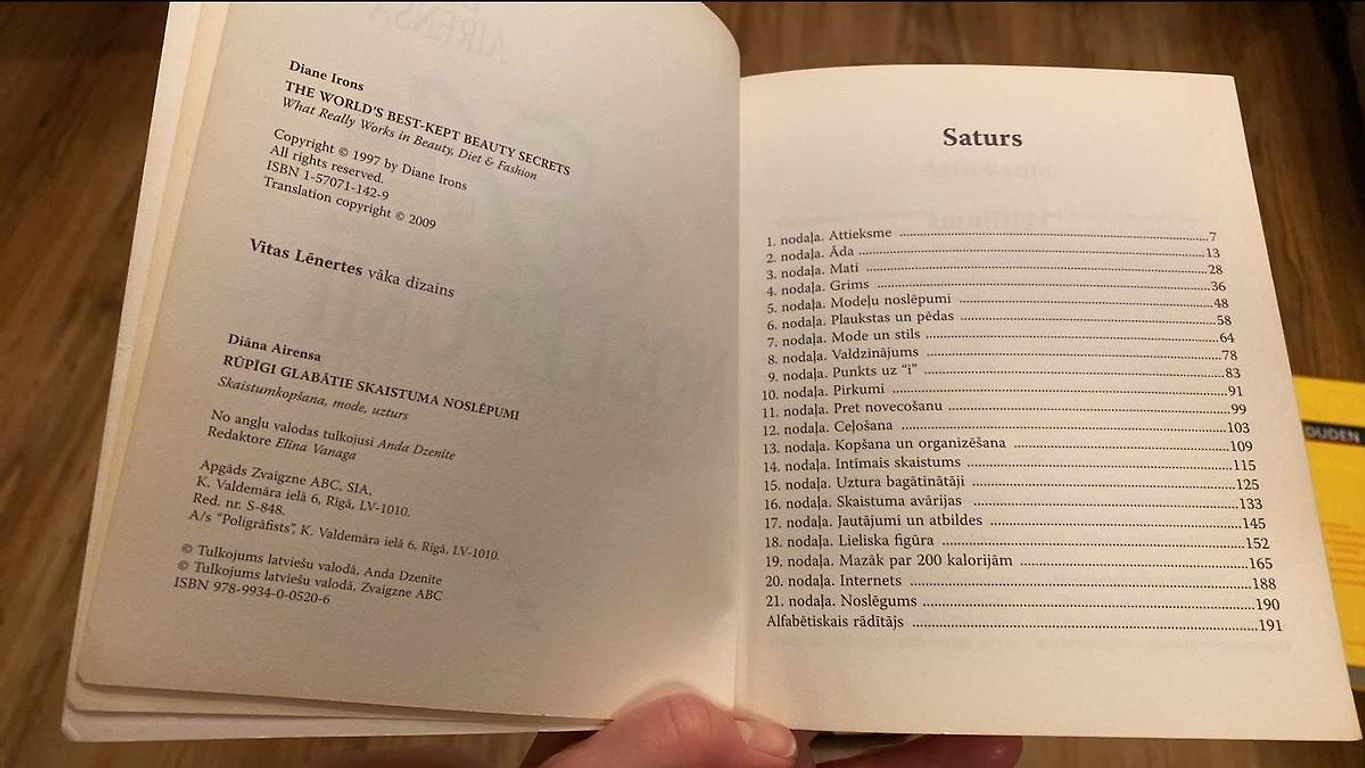 Diane Irons
THE WORLD'S BEST-KEPT BEAUTY SECRETS
What Really Works in Beauty, Diet & Fashion
Copyright © 1997 by Diane Irons
All rights reserved.
ISBN 1-57071-142-9
Translation copyright © 2009
Vitas Lēnertes vāka dizains
Diāna Airensa
RŪPĪGI GLABĀTIE SKAISTUMA NOSLĒPUMI
Skaistumkopšana, mode, uzturs
No angļu valodas tulkojusi Anda Dzenite
Redaktore Elīna Vanaga
Apgāds Zvaigzne ABC, SIA,
K. Valdemāra ielā 6, Rīgā, LV-1010.
Red. nr. S-848.
A/s “Poligrāfists”, K. Valdemāra ielā 6, Rīgā, LV-1010.
© Tulkojums latviešu valodā, Anda Dzenite
© Tulkojums latviešu valodā, Zvaigzne ABC
ISBN 978-9934-0-0520-6
Saturs
1. nodaļa. Attieksme ........ 7
2. nodaļa. Āda ........ 13
3. nodaļa. Mati ........ 28
4. nodaļa. Grims ........ 36
5. nodaļa. Modeļu noslēpumi ........ 48
6. nodaļa. Plaukstas un pēdas ........ 58
7. nodaļa. Mode un stils ........ 64
8. nodaļa. Valdzinājums ........ 78
9. nodaļa. Punkts uz “i” ........ 83
10. nodaļa. Pirkumi ........ 91
11. nodaļa. Pret novecošanu ........ 99
12. nodaļa. Ceļošana ........ 103
13. nodaļa. Kopšana un organizēšana ........ 109
14. nodaļa. Intīmais skaistums ........ 115
15. nodaļa. Uztura bagātinātāji ........ 125
16. nodaļa. Skaistuma avārijas ........ 133
17. nodaļa. Jautājumi un atbildes ........ 145
18. nodaļa. Lieliska figūra ........ 152
19. nodaļa. Mazāk par 200 kalorijām ........ 165
20. nodaļa. Internets ........ 188
21. nodaļa. Noslēgums ........ 190
Alfabētiskais rādītājs ........ 191
DUDEN